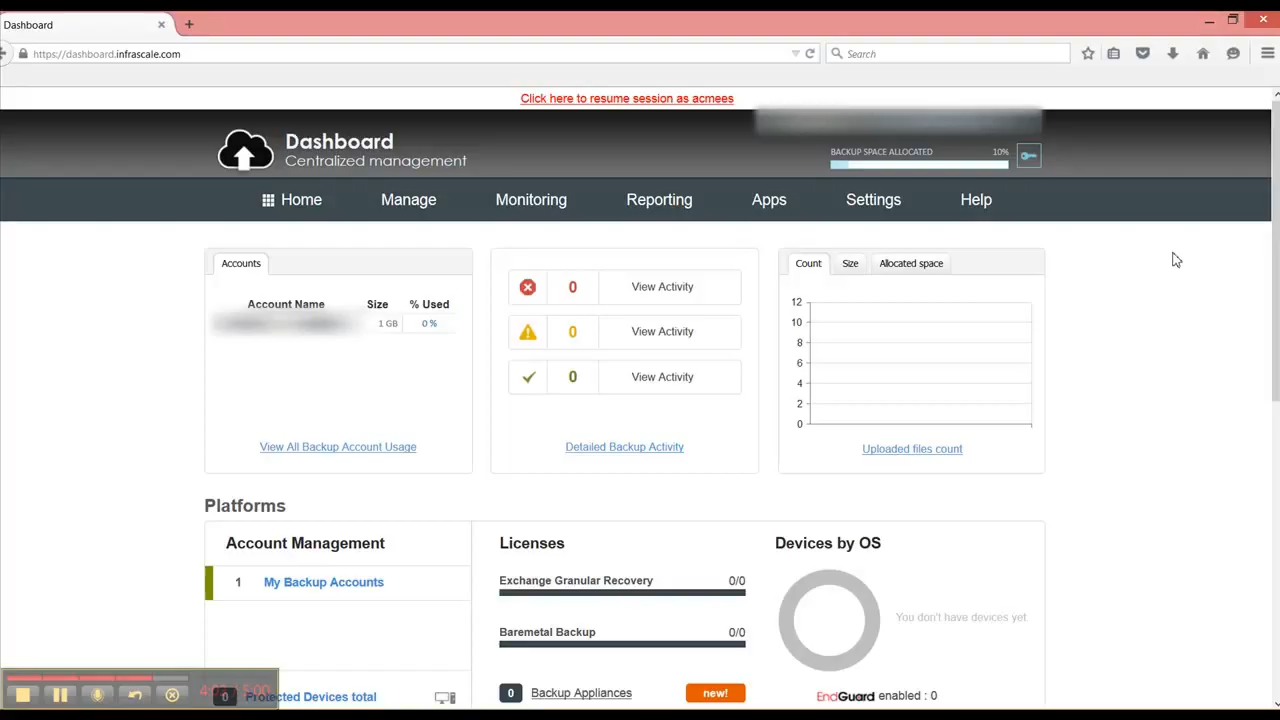 Dashboard
https://dashboard.infrascale.com
Search
Click here to resume session as acmees
Dashboard
Centralized management
BACKUP SPACE ALLOCATED 10%
Home Manage Monitoring Reporting Apps Settings Help
Accounts
Account Name Size % Used
1 GB 0 %
View All Backup Account Usage
0 View Activity
0 View Activity
0 View Activity
Detailed Backup Activity
Count Size Allocated space
12
10
8
6
4
2
0
Uploaded files count
Platforms
Account Management
1 My Backup Accounts
0 Protected Devices total
Licenses
Exchange Granular Recovery 0/0
Baremetal Backup 0/0
0 Backup Appliances new!
Devices by OS
You don't have devices yet
EndGuard enabled : 0